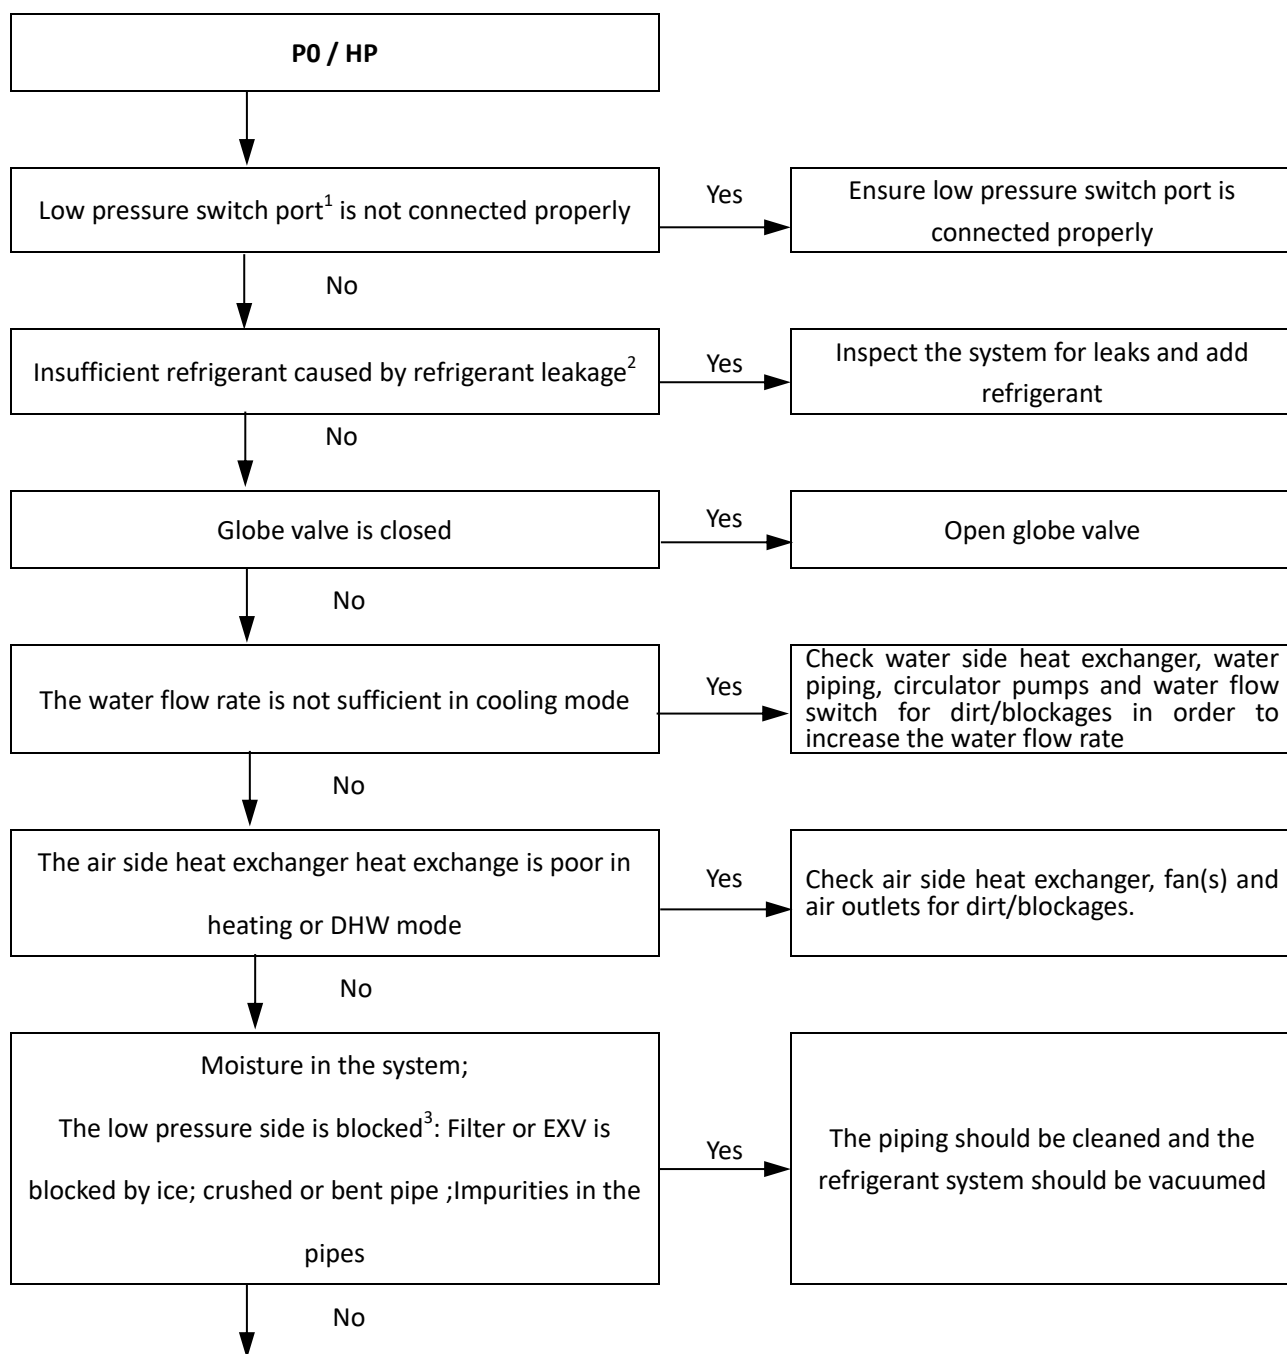 P0 / HP
Low pressure switch port1 is not connected properly
Yes
Ensure low pressure switch port is
connected properly
No
Insufficient refrigerant caused by refrigerant leakage2
Yes
Inspect the system for leaks and add
refrigerant
No
Globe valve is closed
Yes
Open globe valve
No
The water flow rate is not sufficient in cooling mode
Yes
Check water side heat exchanger, water
piping, circulator pumps and water flow
switch for dirt/blockages in order to
increase the water flow rate
No
The air side heat exchanger heat exchange is poor in
heating or DHW mode
Yes
Check air side heat exchanger, fan(s) and
air outlets for dirt/blockages.
No
Moisture in the system;
The low pressure side is blocked3: Filter or EXV is
blocked by ice; crushed or bent pipe ;Impurities in the
pipes
Yes
The piping should be cleaned and the
refrigerant system should be vacuumed
No